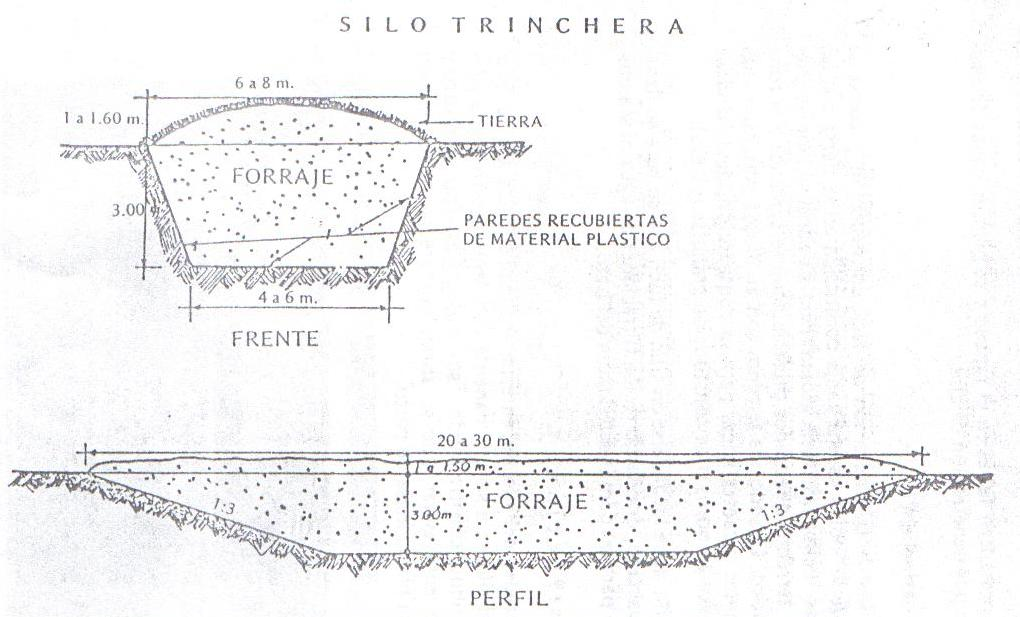 SILO TRINCHERA
6 a 8 m.
1 a 1.60 m.
TIERRA
FORRAJE
3.00
PAREDES RECUBIERTAS
DE MATERIAL PLASTICO
4 a 6 m.
FRENTE
20 a 30 m.
1 a 1.50 m.
FORRAJE
1:3
3.00m
1:3
PERFIL